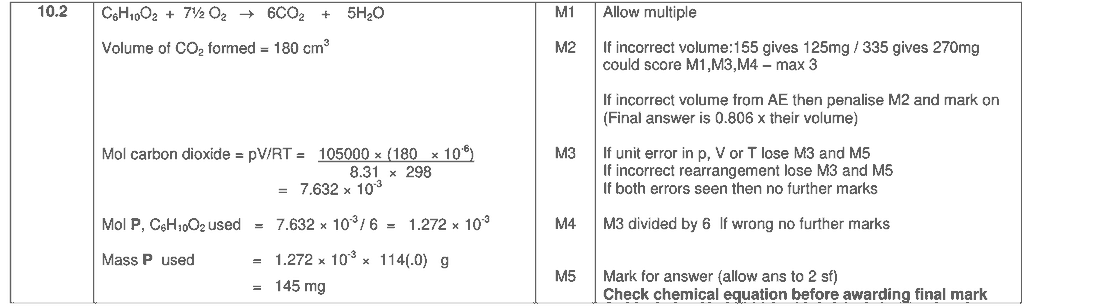 10.2 C₆H₁₀O₂ + 7½ O₂ → 6CO₂ + 5H₂O M1 Allow multiple
Volume of CO₂ formed = 180 cm³ M2 If incorrect volume:155 gives 125mg / 335 gives 270mg
could score M1,M3,M4 – max 3
If incorrect volume from AE then penalise M2 and mark on
(Final answer is 0.806 x their volume)
Mol carbon dioxide = pV/RT = 105000 × (180 × 10⁻⁶) M3 If unit error in p, V or T lose M3 and M5
8.31 × 298 If incorrect rearrangement lose M3 and M5
= 7.632 × 10⁻³ If both errors seen then no further marks
Mol P, C₆H₁₀O₂ used = 7.632 × 10⁻³ / 6 = 1.272 × 10⁻³ M4 M3 divided by 6 If wrong no further marks
Mass P used = 1.272 × 10⁻³ × 114(.0) g
= 145 mg M5 Mark for answer (allow ans to 2 sf)
Check chemical equation before awarding final mark